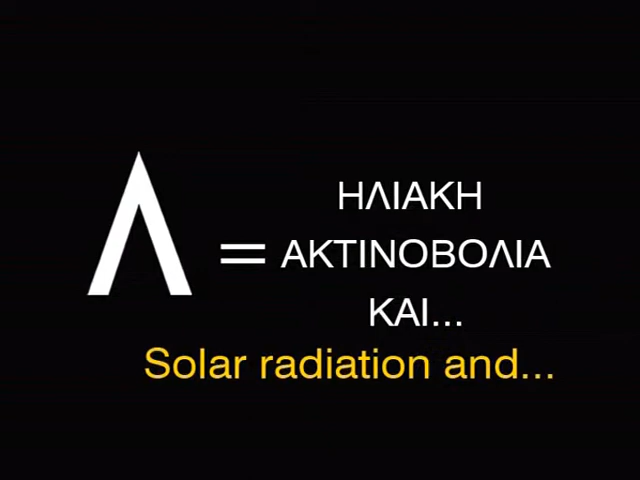 Λ = ΗΛΙΑΚΗ
ΑΚΤΙΝΟΒΟΛΙΑ
ΚΑΙ...
Solar radiation and...